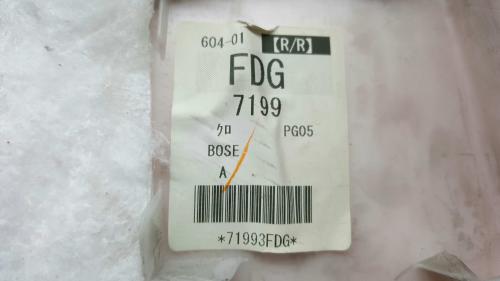 604-01 【R/R】
FDG
7199
クロ PG05
BOSE
A
*71993FDG*